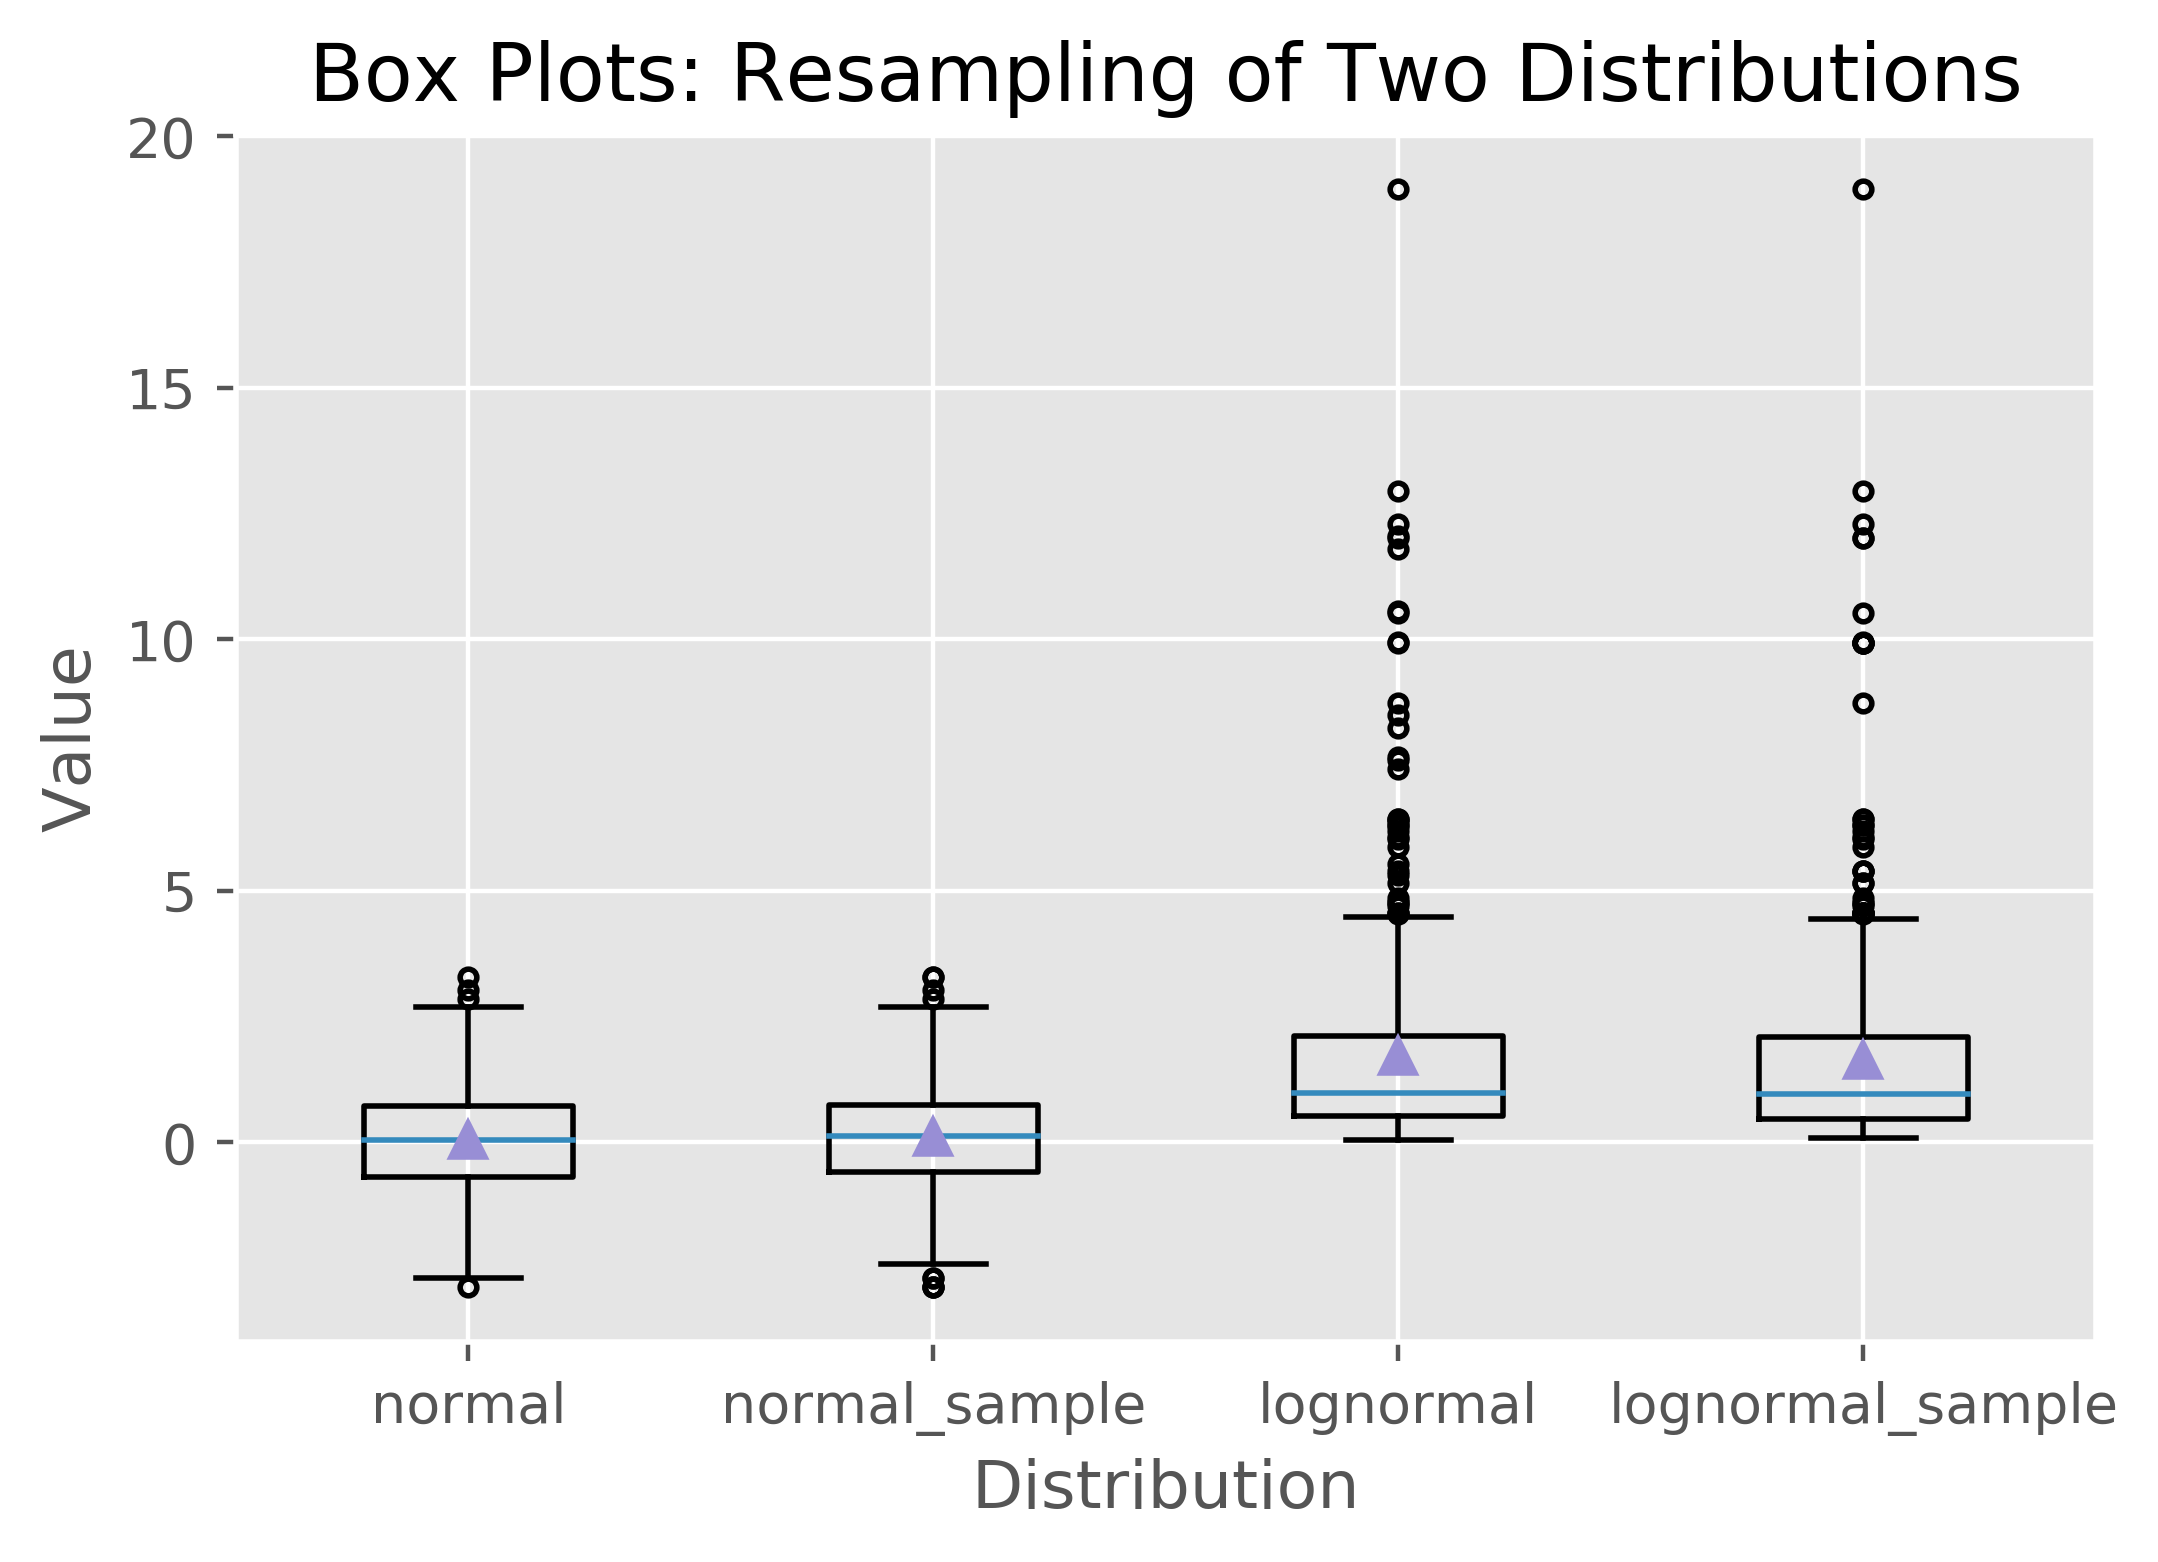 Box Plots: Resampling of Two Distributions
20
15
10
5
0
Value
normal normal_sample lognormal lognormal_sample
Distribution